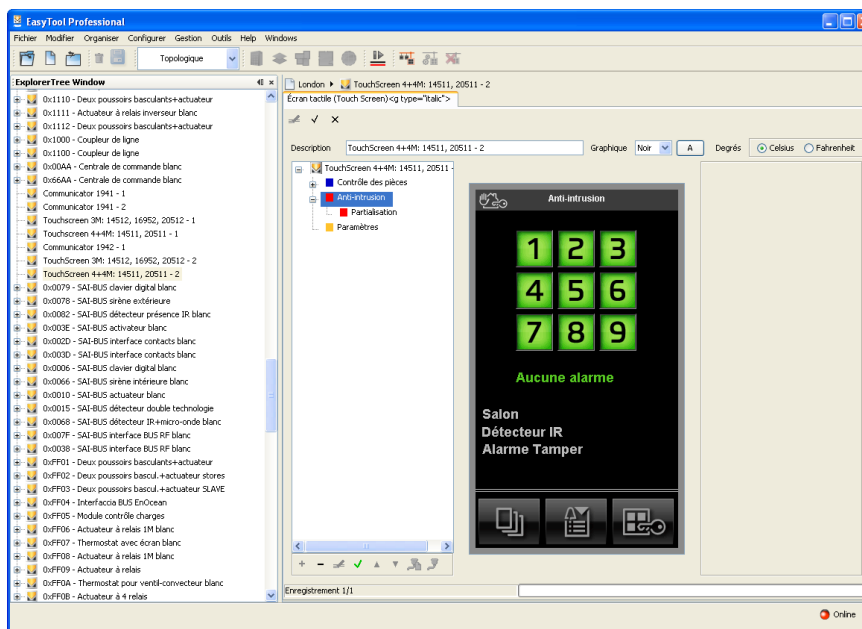 EasyTool Professional
Fichier Modifier Organiser Configurer Gestion Outils Help Windows
Topologique
ExplorerTree Window
0x1110 - Deux poussoirs basculants+actuateur
0x1111 - Actuateur à relais inverseur blanc
0x1112 - Deux poussoirs basculants+actuateur
0x1000 - Coupleur de ligne
0x1100 - Coupleur de ligne
0x00AA - Centrale de commande blanc
0x66AA - Centrale de commande blanc
Communicator 1941 - 1
Communicator 1941 - 2
Touchscreen 3M: 14512, 16952, 20512 - 1
Touchscreen 4+4M: 14511, 20511 - 1
Communicator 1942 - 1
TouchScreen 3M: 14512, 16952, 20512 - 2
TouchScreen 4+4M: 14511, 20511 - 2
0x0079 - SAI-BUS clavier digital blanc
0x0078 - SAI-BUS sirène extérieure
0x0082 - SAI-BUS détecteur présence IR blanc
0x003E - SAI-BUS activateur blanc
0x002D - SAI-BUS interface contacts blanc
0x003D - SAI-BUS interface contacts blanc
0x0006 - SAI-BUS clavier digital blanc
0x0066 - SAI-BUS sirène intérieure blanc
0x0010 - SAI-BUS actuateur blanc
0x0015 - SAI-BUS détecteur double technologie
0x0068 - SAI-BUS détecteur IR+micro-onde blanc
0x007F - SAI-BUS interface BUS RF blanc
0x0038 - SAI-BUS interface BUS RF blanc
0xFF01 - Deux poussoirs basculants+actuateur
0xFF02 - Deux poussoirs bascul.+actuateur stores
0xFF03 - Deux poussoirs bascul.+actuateur SLAVE
0xFF04 - Interfaccia BUS EnOcean
0xFF05 - Module contrôle charges
0xFF06 - Actuateur à relais 1M blanc
0xFF07 - Thermostat avec écran blanc
0xFF08 - Actuateur à relais 1M blanc
0xFF09 - Actuateur à relais
0xFF0A - Thermostat pour ventil-convecteur blanc
0xFF0B - Actuateur à 4 relais
London TouchScreen 4+4M: 14511, 20511 - 2
Écran tactile (Touch Screen)<g type="italic">
Description TouchScreen 4+4M: 14511, 20511 - 2 Graphique Noir A Degrés Celsius Fahrenheit
TouchScreen 4+4M: 14511, 20511 -
Contrôle des pièces
Anti-intrusion
Partialisation
Paramètres
Anti-intrusion
1 2 3
4 5 6
7 8 9
Aucune alarme
Salon
Détecteur IR
Alarme Tamper
Enregistrement 1/1
Online